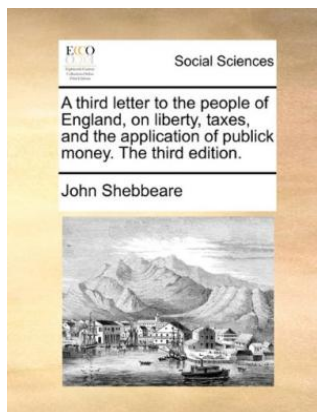 ECCO
Social Sciences
A third letter to the people of
England, on liberty, taxes,
and the application of publick
money. The third edition.
John Shebbeare